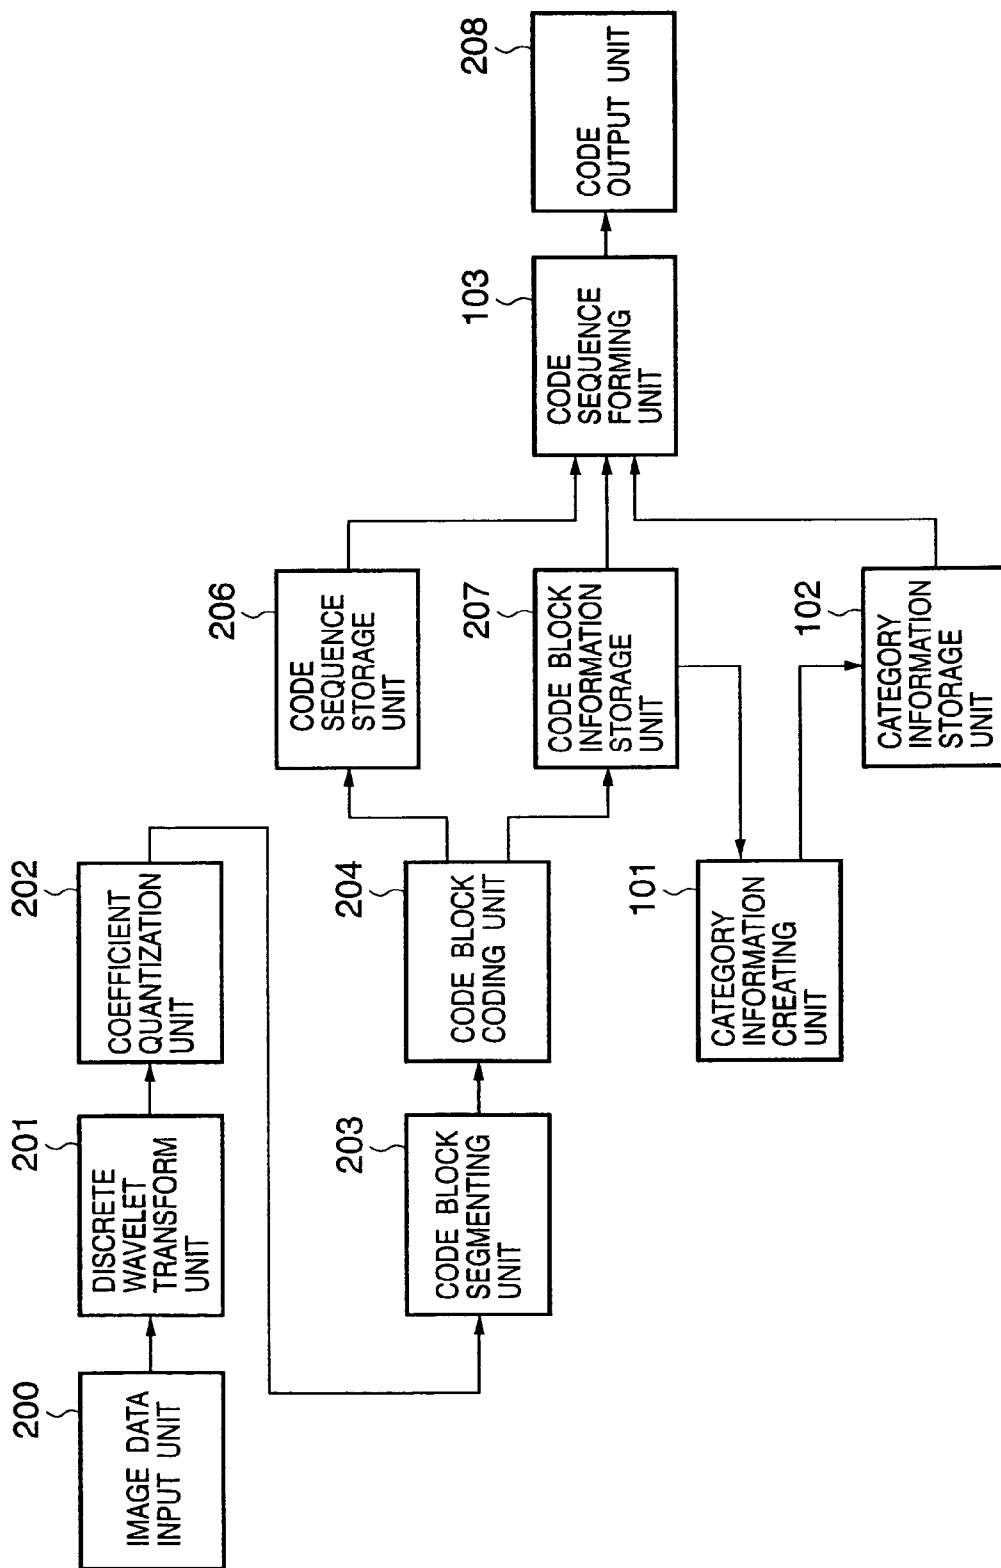 200
IMAGE DATA
INPUT UNIT
201
DISCRETE
WAVELET
TRANSFORM
UNIT
202
COEFFICIENT
QUANTIZATION
UNIT
203
CODE BLOCK
SEGMENTING
UNIT
204
CODE BLOCK
CODING UNIT
206
CODE
SEQUENCE
STORAGE
UNIT
207
CODE BLOCK
INFORMATION
STORAGE
UNIT
101
CATEGORY
INFORMATION
CREATING
UNIT
102
CATEGORY
INFORMATION
STORAGE
UNIT
103
CODE
SEQUENCE
FORMING
UNIT
208
CODE
OUTPUT UNIT